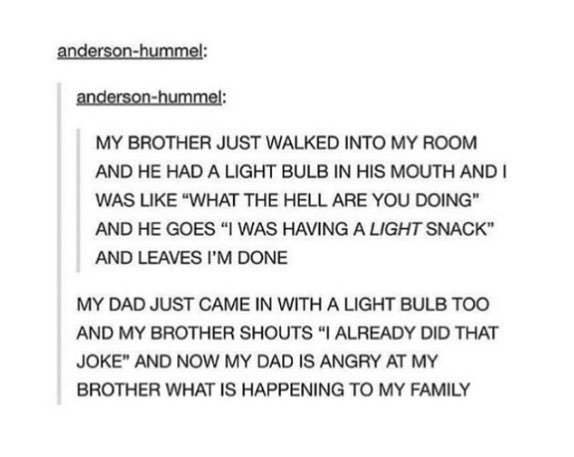 anderson-hummel:
anderson-hummel:
MY BROTHER JUST WALKED INTO MY ROOM
AND HE HAD A LIGHT BULB IN HIS MOUTH AND I
WAS LIKE “WHAT THE HELL ARE YOU DOING”
AND HE GOES “I WAS HAVING A LIGHT SNACK”
AND LEAVES I’M DONE
MY DAD JUST CAME IN WITH A LIGHT BULB TOO
AND MY BROTHER SHOUTS “I ALREADY DID THAT
JOKE” AND NOW MY DAD IS ANGRY AT MY
BROTHER WHAT IS HAPPENING TO MY FAMILY